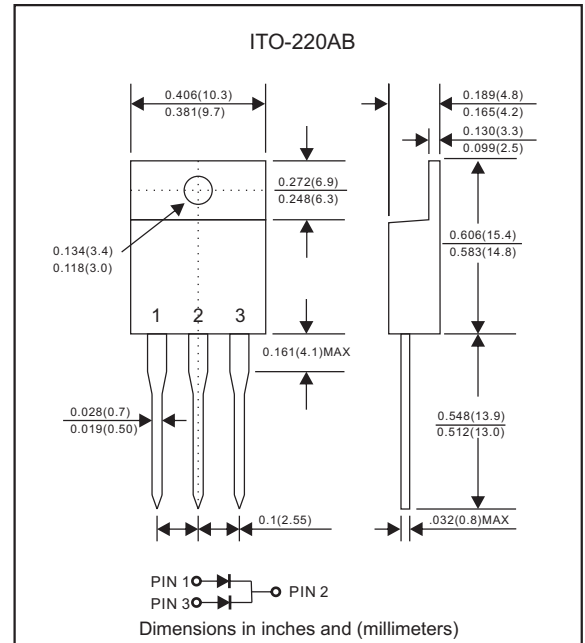 ITO-220AB
0.406(10.3)
0.381(9.7)
0.189(4.8)
0.165(4.2)
0.130(3.3)
0.099(2.5)
0.272(6.9)
0.248(6.3)
0.134(3.4)
0.118(3.0)
0.606(15.4)
0.583(14.8)
1 2 3
0.161(4.1)MAX
0.028(0.7)
0.019(0.50)
0.548(13.9)
0.512(13.0)
0.1(2.55)
.032(0.8)MAX
PIN 1
PIN 2
PIN 3
Dimensions in inches and (millimeters)